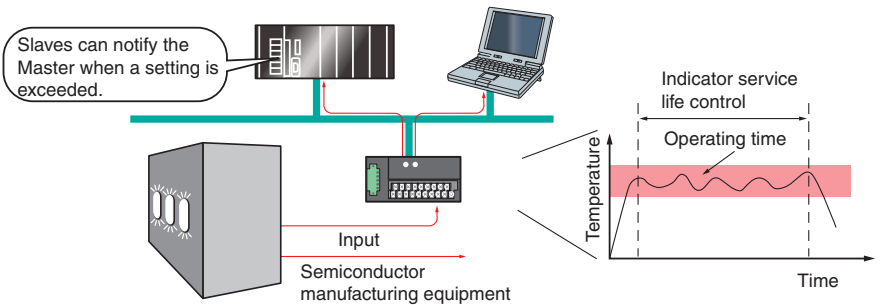 Slaves can notify the
Master when a setting is
exceeded.
Indicator service
life control
Operating time
Temperature
Time
Input
Semiconductor
manufacturing equipment